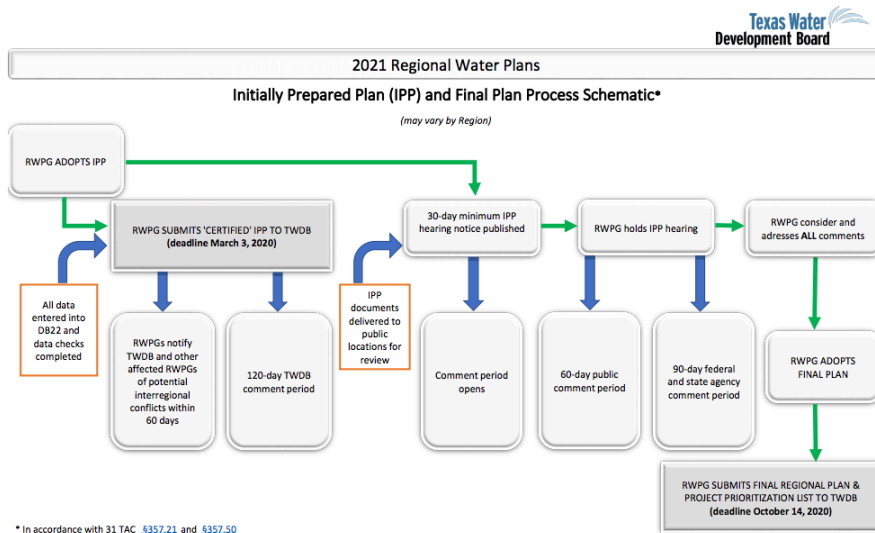 Texas Water
Development Board
2021 Regional Water Plans
Initially Prepared Plan (IPP) and Final Plan Process Schematic*
(may vary by Region)
RWPG ADOPTS IPP
RWPG SUBMITS 'CERTIFIED' IPP TO TWDB
(deadline March 3, 2020)
30-day minimum IPP
hearing notice published
RWPG holds IPP hearing
RWPG consider and
adresses ALL comments
All data
entered into
DB22 and
data checks
completed
RWPGs notify
TWDB and other
affected RWPGs
of potential
interregional
conflicts within
60 days
120-day TWDB
comment period
IPP
documents
delivered to
public
locations for
review
Comment period
opens
60-day public
comment period
90-day federal
and state agency
comment period
RWPG ADOPTS
FINAL PLAN
RWPG SUBMITS FINAL REGIONAL PLAN &
PROJECT PRIORITIZATION LIST TO TWDB
(deadline October 14, 2020)
* In accordance with 31 TAC §357.21 and §357.50